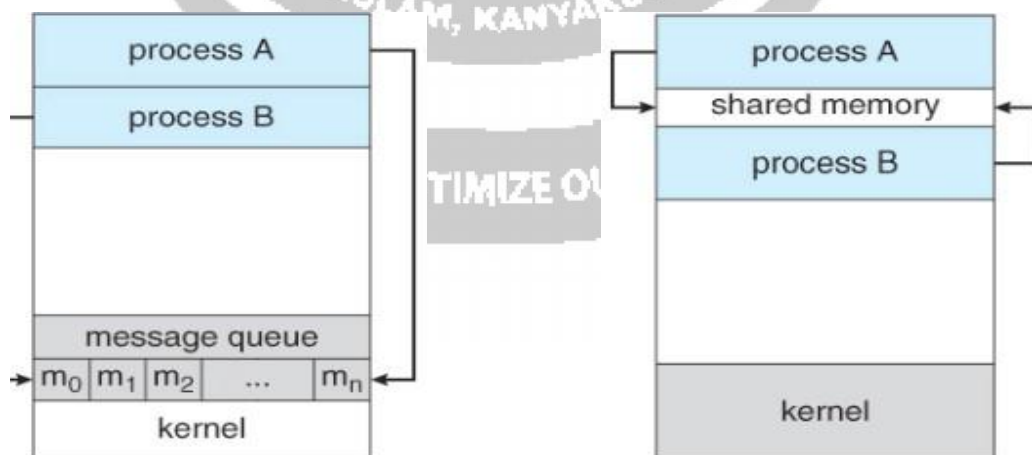 process A
process B
message queue
m0 m1 m2 ... mn
kernel
process A
shared memory
process B
kernel